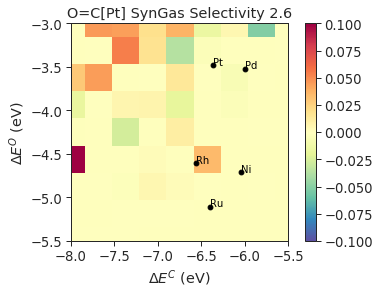 O=C[Pt] SynGas Selectivity 2.6
−3.0
−3.5
−4.0
−4.5
−5.0
−5.5
ΔE^O (eV)
Pt
Pd
Rh
Ni
Ru
−8.0 −7.5 −7.0 −6.5 −6.0 −5.5
ΔE^C (eV)
0.100
0.075
0.050
0.025
0.000
−0.025
−0.050
−0.075
−0.100